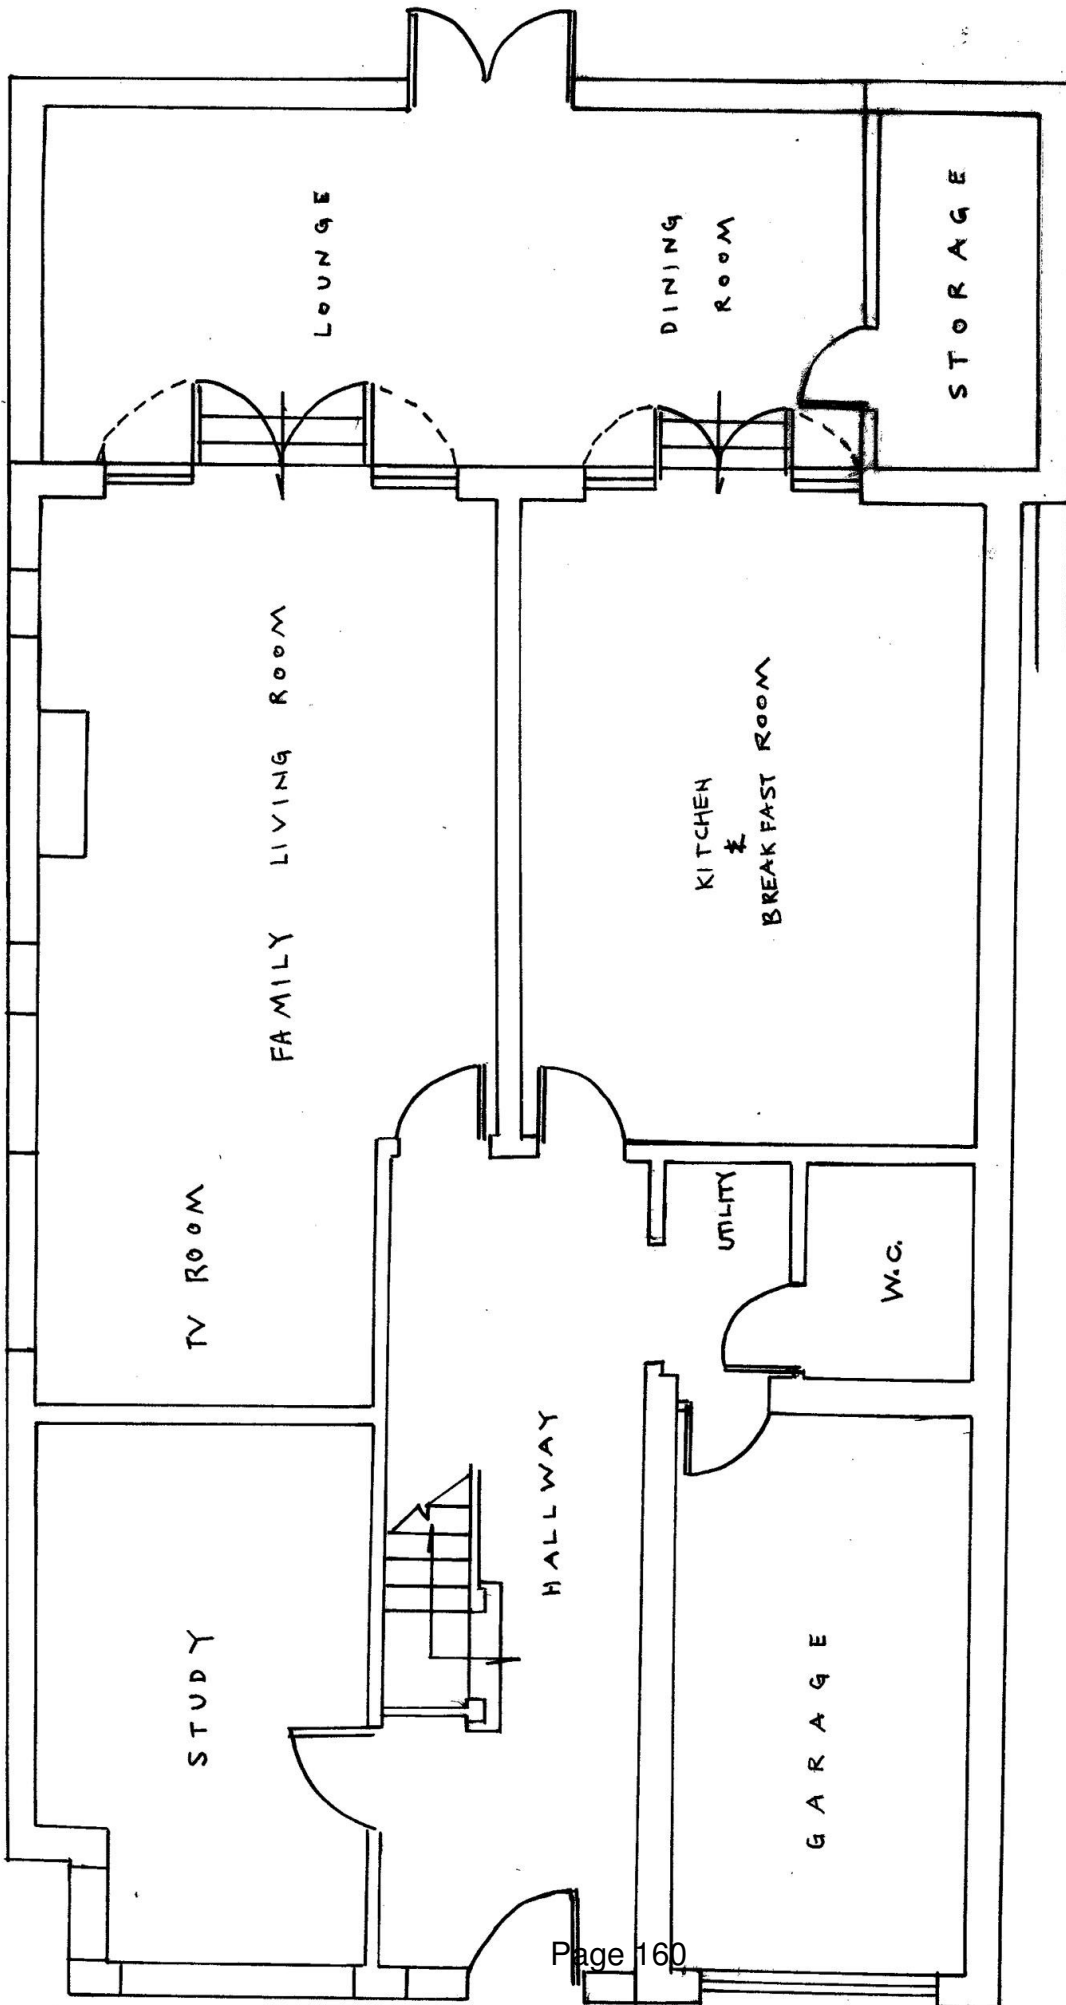 LOUNGE
DINING
ROOM
STORAGE
FAMILY LIVING ROOM
KITCHEN
&
BREAKFAST ROOM
TV ROOM
UTILITY
W.C.
HALLWAY
STUDY
GARAGE
Page 160